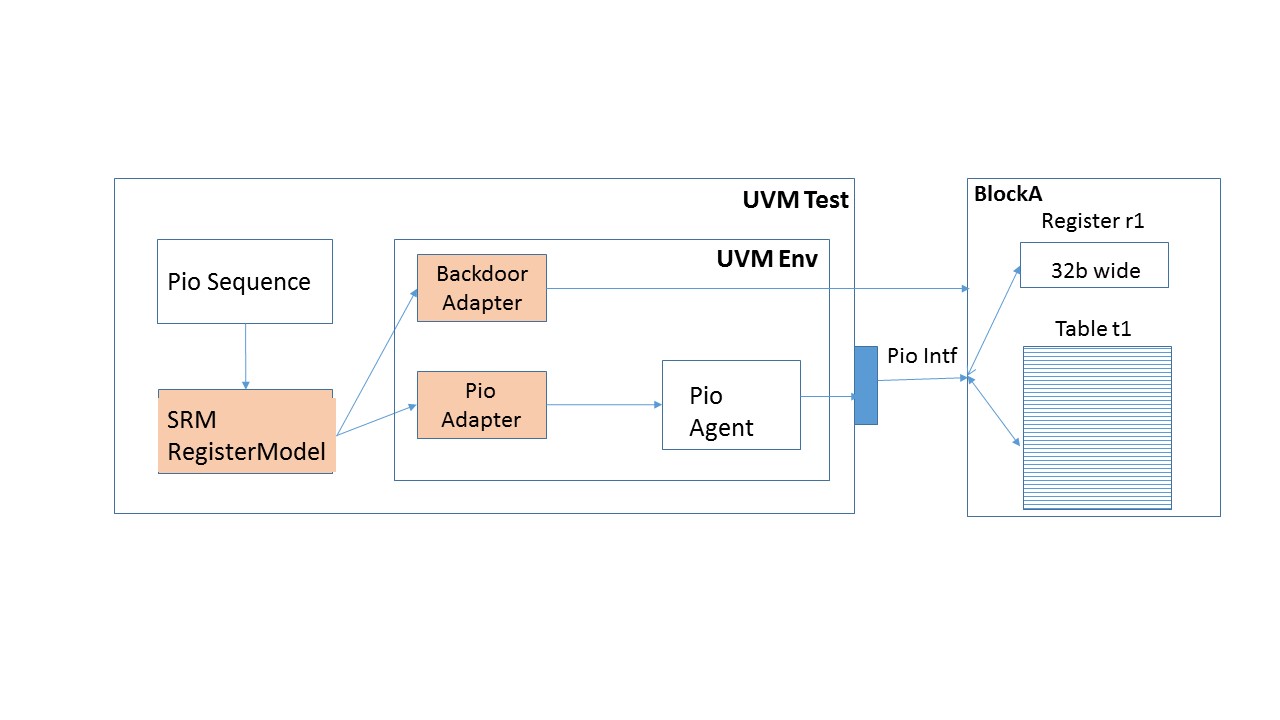 UVM Test
BlockA
Register r1
32b wide
Table t1
Pio Sequence
SRM
RegisterModel
UVM Env
Backdoor
Adapter
Pio
Adapter
Pio
Agent
Pio Intf